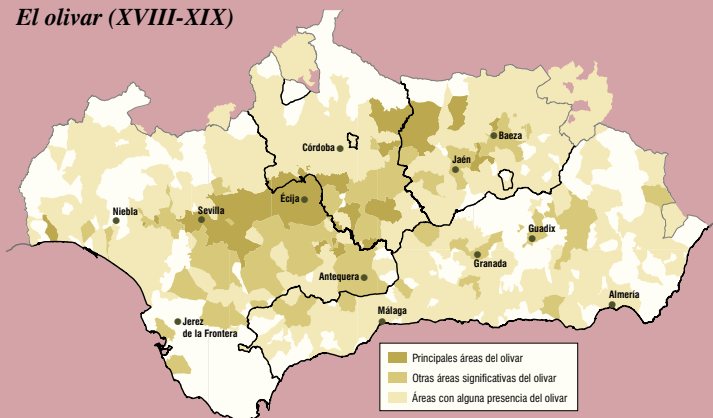 El olivar (XVIII-XIX)
Córdoba
Baeza
Jaén
Écija
Niebla
Sevilla
Guadix
Granada
Antequera
Almería
Málaga
Jerez
de la Frontera
Principales áreas del olivar
Otras áreas significativas del olivar
Áreas con alguna presencia del olivar